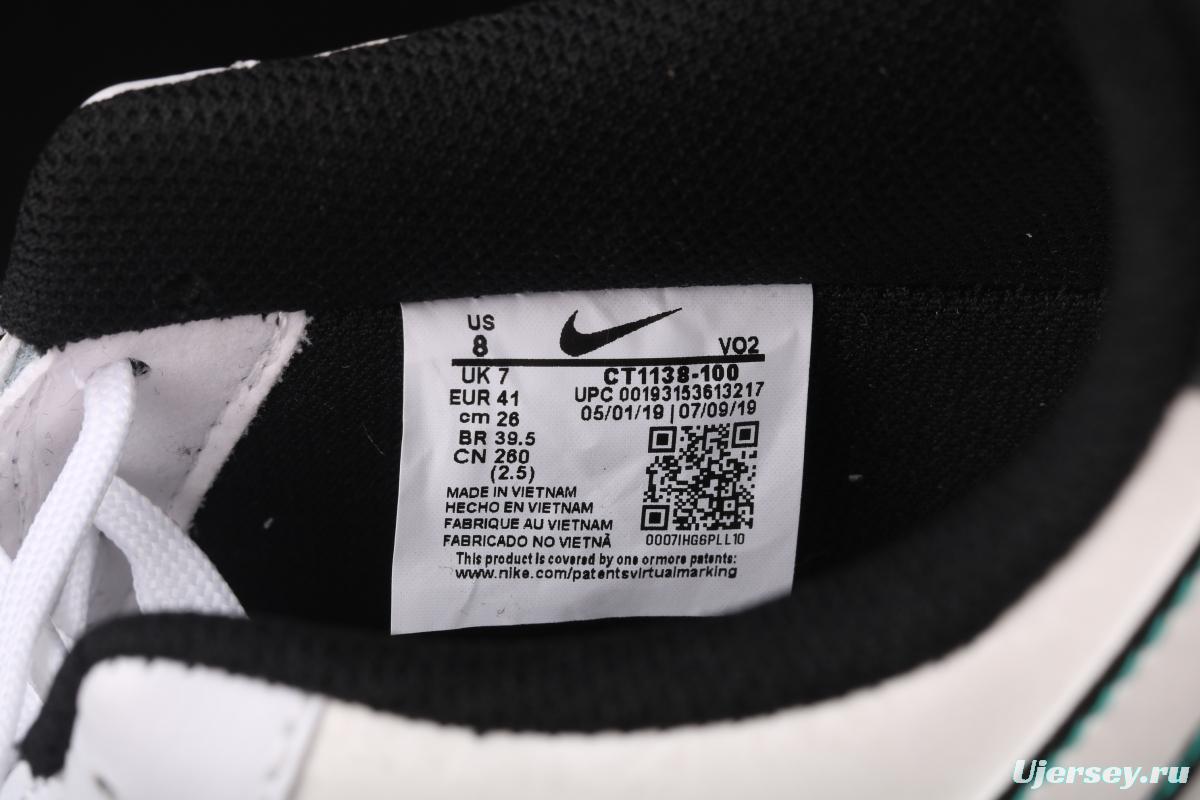 US
8
VO2
UK 7
CT1138-100
EUR 41
UPC 00193153613217
cm 26
05/01/19 | 07/09/19
BR 39.5
CN 260
(2.5)
MADE IN VIETNAM
HECHO EN VIETNAM
FABRIQUE AU VIETNAM
FABRICADO NO VIETNÃ
0007IHG6PLL10
This product is covered by one ormore patents:
www.nike.com/patentsvirtualmarking
Ujersey.ru